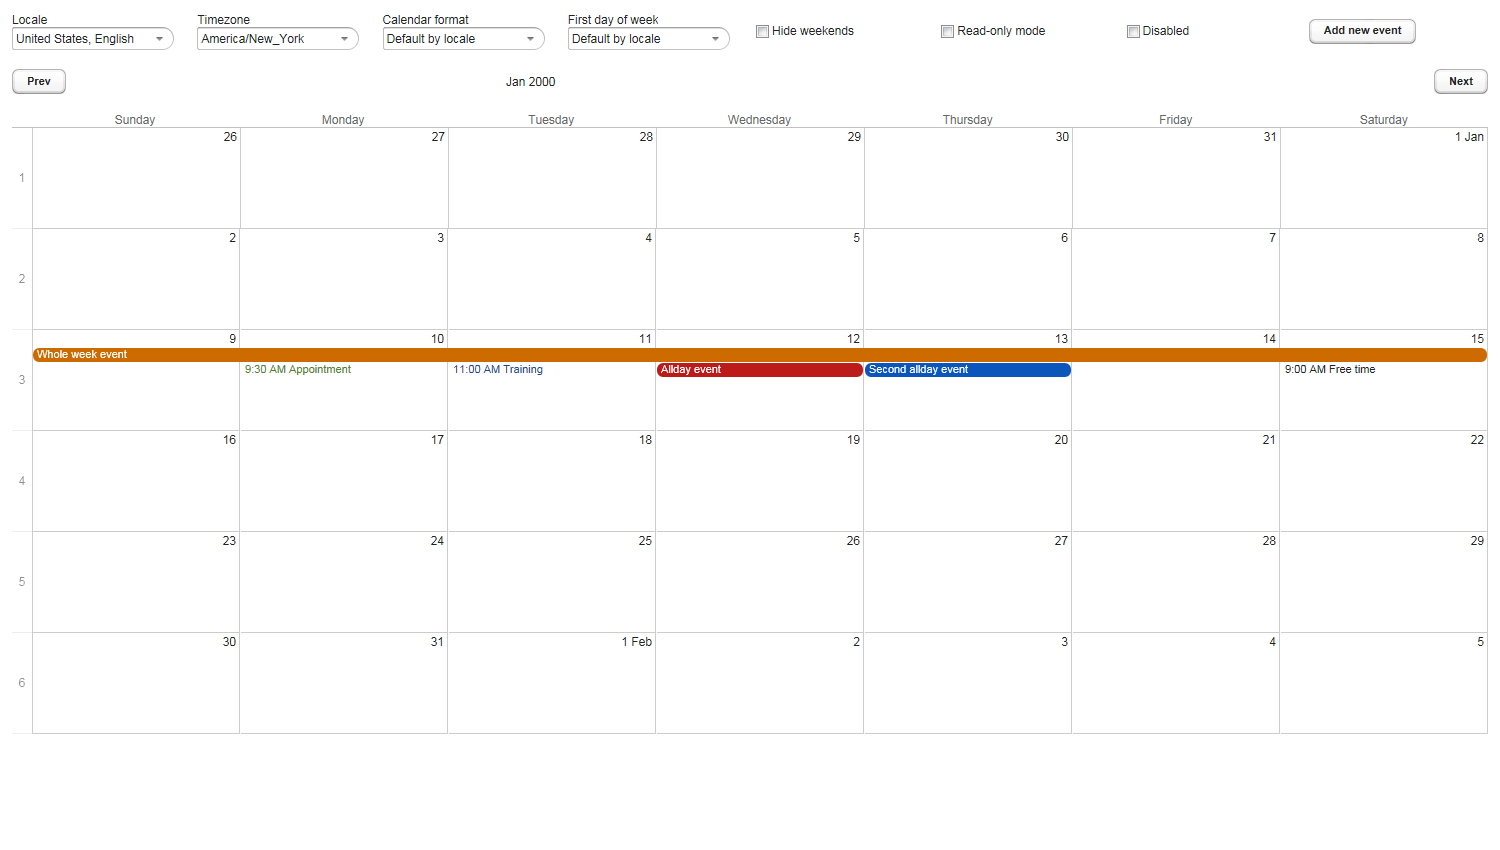 Locale Timezone Calendar format First day of week
United States, English America/New_York Default by locale Default by locale Hide weekends Read-only mode Disabled Add new event
Prev Jan 2000 Next
Sunday Monday Tuesday Wednesday Thursday Friday Saturday
26 27 28 29 30 31 1 Jan
1
2 3 4 5 6 7 8
2
9 10 11 12 13 14 15
Whole week event
9:30 AM Appointment 11:00 AM Training Allday event Second allday event 9:00 AM Free time
3
16 17 18 19 20 21 22
4
23 24 25 26 27 28 29
5
30 31 1 Feb 2 3 4 5
6